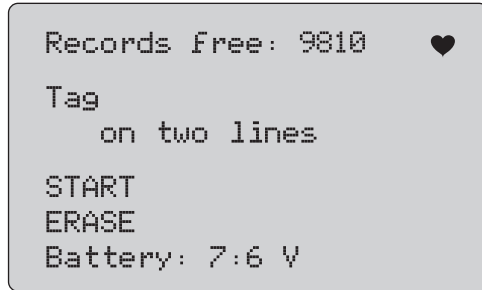 Records free: 9810
Tag
on two lines
START
ERASE
Battery: 7:6 V